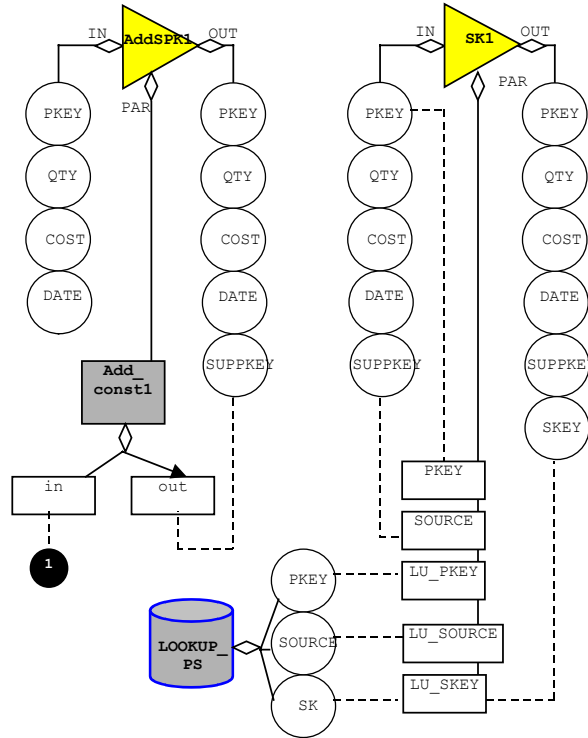 IN
AddSPK1
OUT
PAR
PKEY
QTY
COST
DATE
PKEY
QTY
COST
DATE
SUPPKEY
Add_
const1
in
out
1
IN
SK1
OUT
PAR
PKEY
QTY
COST
DATE
SUPPKEY
PKEY
QTY
COST
DATE
SUPPKE
SKEY
PKEY
SOURCE
LU_PKEY
LU_SOURCE
LU_SKEY
PKEY
SOURCE
SK
LOOKUP_
PS